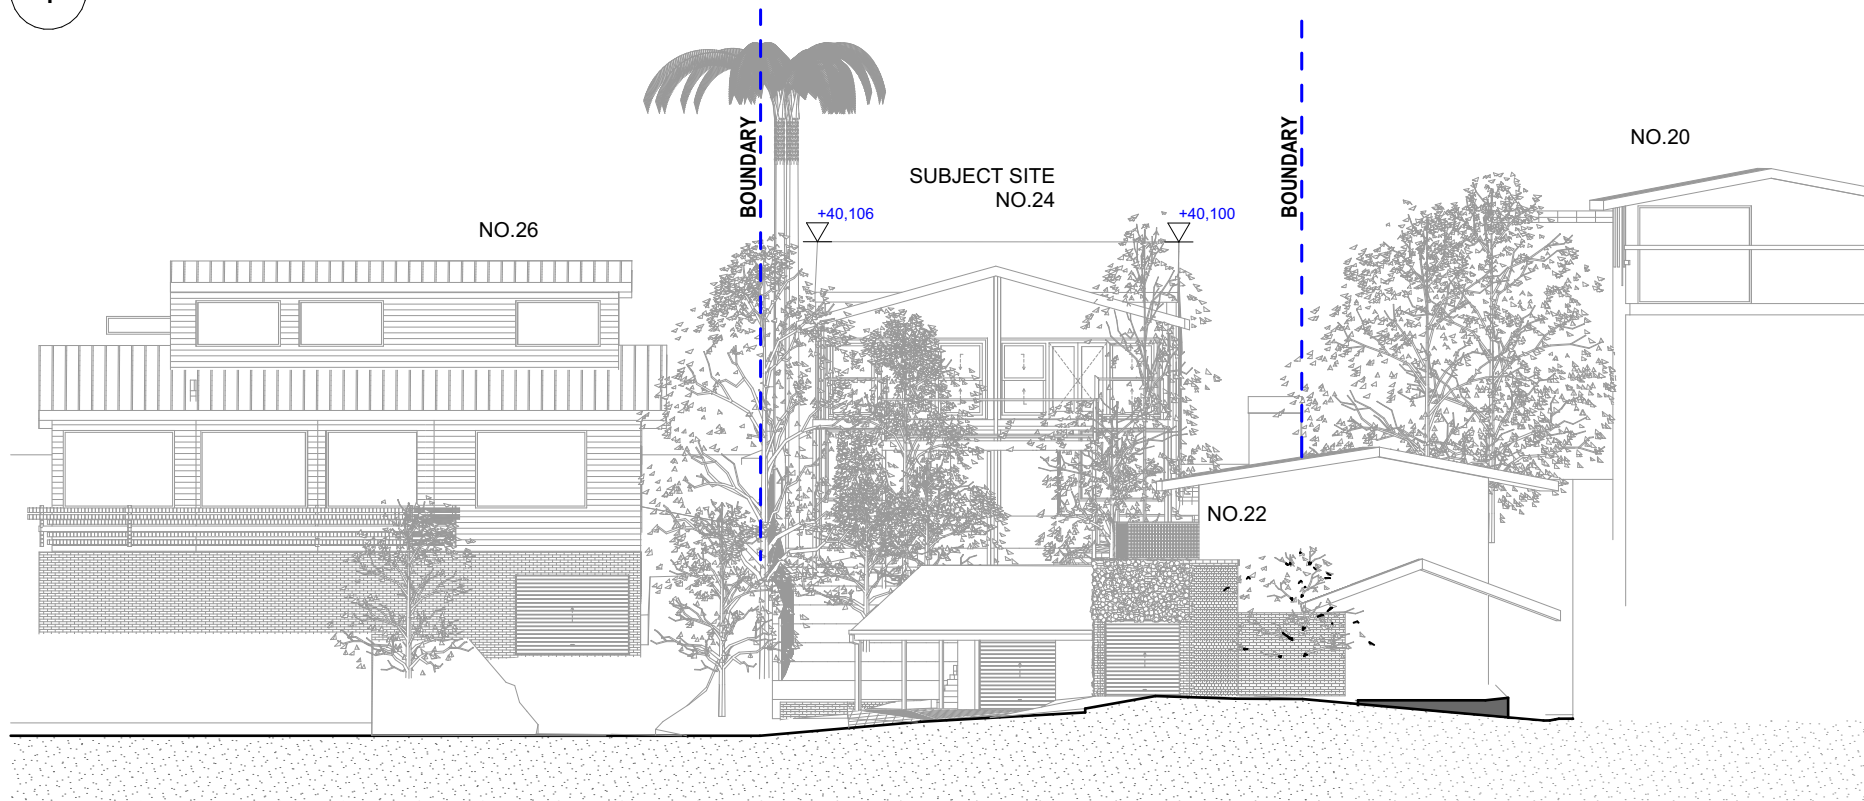 BOUNDARY
BOUNDARY
NO.20
SUBJECT SITE
NO.24
+40,106
+40,100
NO.26
NO.22